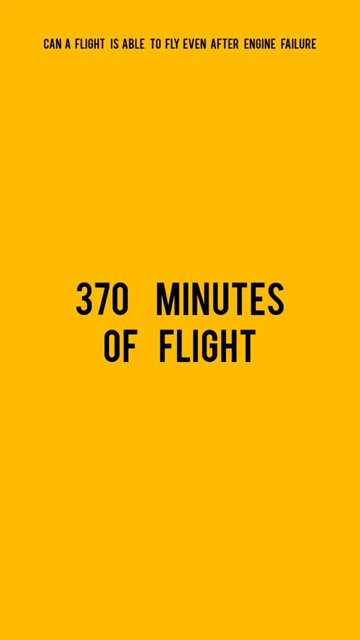 CAN A FLIGHT IS ABLE TO FLY EVEN AFTER ENGINE FAILURE
370 MINUTES
OF FLIGHT